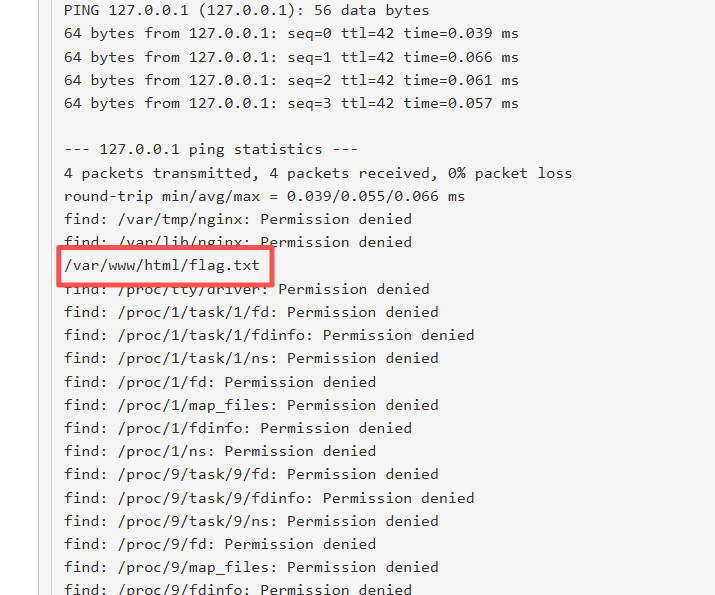 PING 127.0.0.1 (127.0.0.1): 56 data bytes
64 bytes from 127.0.0.1: seq=0 ttl=42 time=0.039 ms
64 bytes from 127.0.0.1: seq=1 ttl=42 time=0.066 ms
64 bytes from 127.0.0.1: seq=2 ttl=42 time=0.061 ms
64 bytes from 127.0.0.1: seq=3 ttl=42 time=0.057 ms
--- 127.0.0.1 ping statistics ---
4 packets transmitted, 4 packets received, 0% packet loss
round-trip min/avg/max = 0.039/0.055/0.066 ms
find: /var/tmp/nginx: Permission denied
find: /var/lib/nginx: Permission denied
/var/www/html/flag.txt
find: /proc/tty/driver: Permission denied
find: /proc/1/task/1/fd: Permission denied
find: /proc/1/task/1/fdinfo: Permission denied
find: /proc/1/task/1/ns: Permission denied
find: /proc/1/fd: Permission denied
find: /proc/1/map_files: Permission denied
find: /proc/1/fdinfo: Permission denied
find: /proc/1/ns: Permission denied
find: /proc/9/task/9/fd: Permission denied
find: /proc/9/task/9/fdinfo: Permission denied
find: /proc/9/task/9/ns: Permission denied
find: /proc/9/fd: Permission denied
find: /proc/9/map_files: Permission denied
find: /proc/9/fdinfo: Permission denied